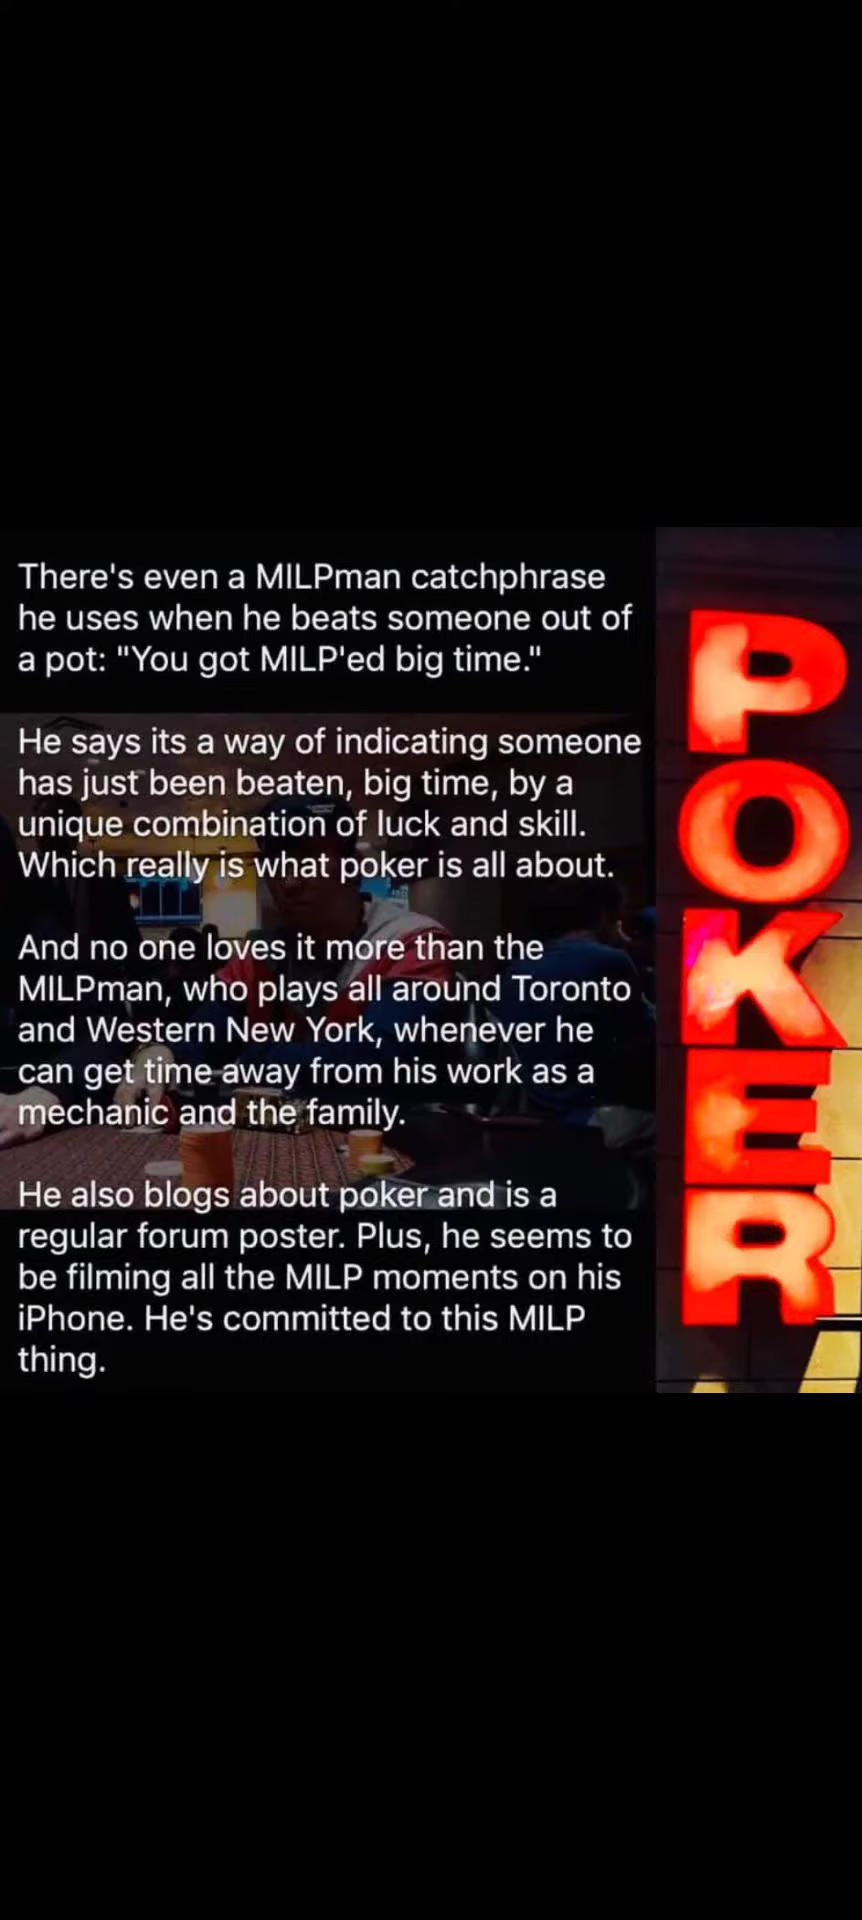 There's even a MILPman catchphrase
he uses when he beats someone out of
a pot: "You got MILP'ed big time."
He says its a way of indicating someone
has just been beaten, big time, by a
unique combination of luck and skill.
Which really is what poker is all about.
And no one loves it more than the
MILPman, who plays all around Toronto
and Western New York, whenever he
can get time away from his work as a
mechanic and the family.
He also blogs about poker and is a
regular forum poster. Plus, he seems to
be filming all the MILP moments on his
iPhone. He's committed to this MILP
thing.
POKER